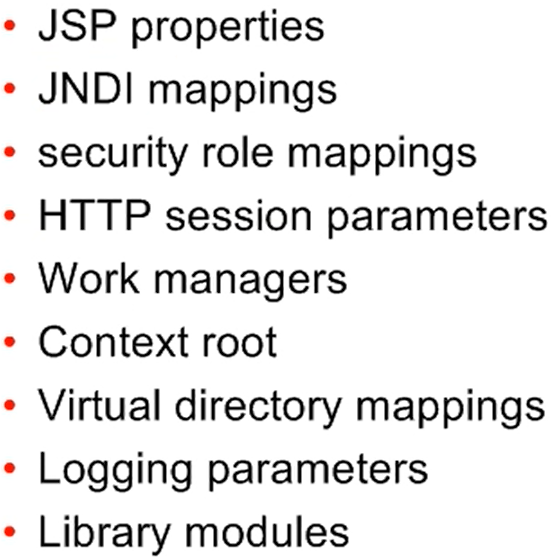 • JSP properties
• JNDI mappings
• security role mappings
• HTTP session parameters
• Work managers
• Context root
• Virtual directory mappings
• Logging parameters
• Library modules